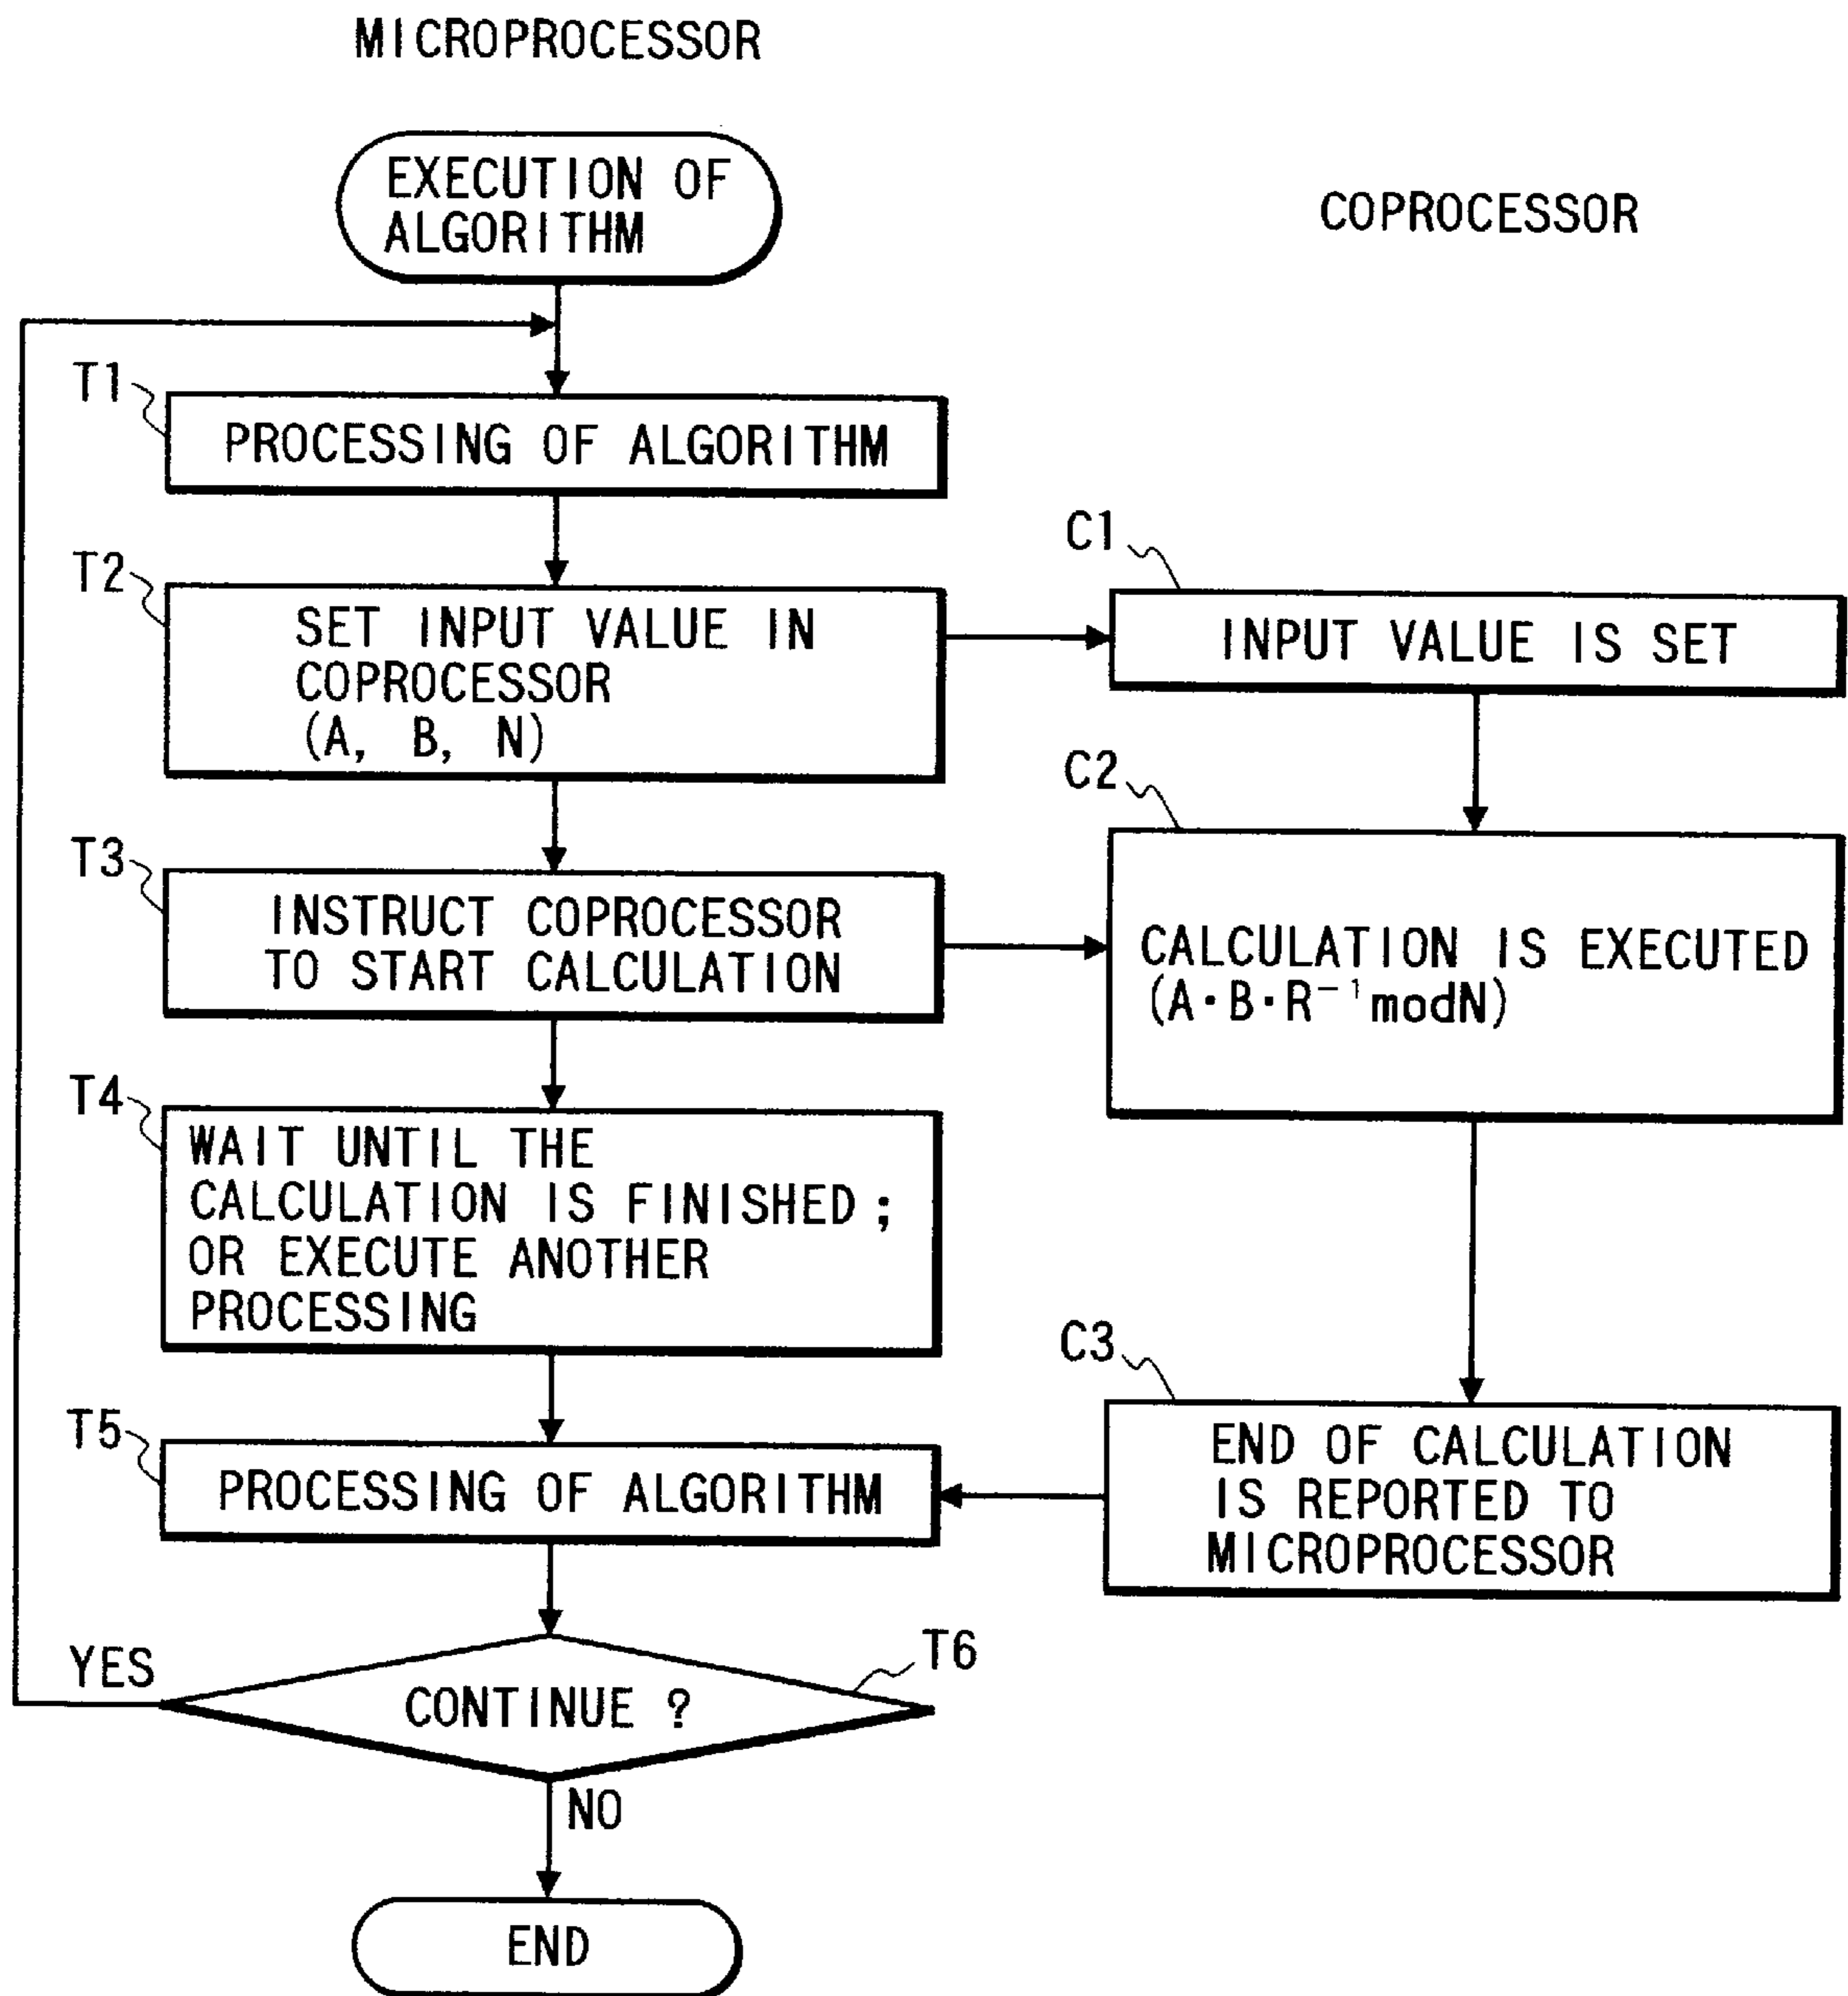 MICROPROCESSOR
EXECUTION OF
ALGORITHM
COPROCESSOR
T1
PROCESSING OF ALGORITHM
T2
SET INPUT VALUE IN
COPROCESSOR
(A, B, N)
C1
INPUT VALUE IS SET
T3
INSTRUCT COPROCESSOR
TO START CALCULATION
C2
CALCULATION IS EXECUTED
(A·B·R⁻¹modN)
T4
WAIT UNTIL THE
CALCULATION IS FINISHED;
OR EXECUTE ANOTHER
PROCESSING
C3
END OF CALCULATION
IS REPORTED TO
MICROPROCESSOR
T5
PROCESSING OF ALGORITHM
T6
CONTINUE ?
YES
NO
END